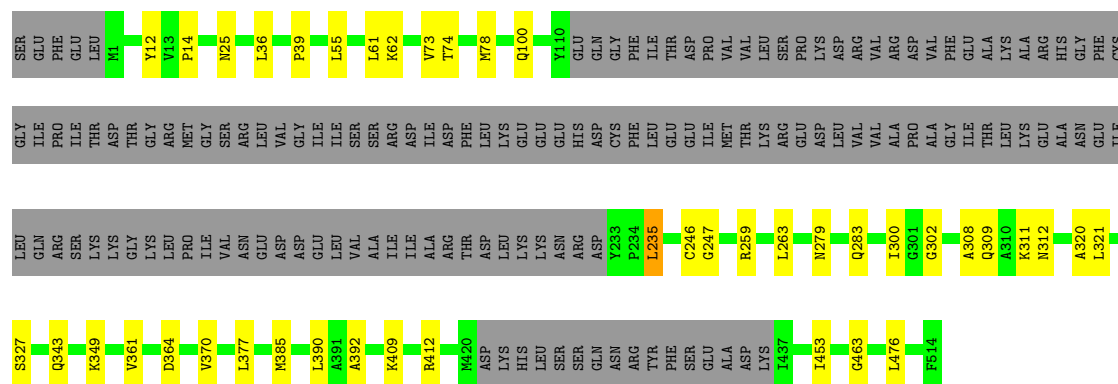 SER GLU PHE GLU LEU M1 Y12 V13 P14 N25 L36 P39 L55 L61 K62 V73 T74 M78 Q100 Y110 GLU GLN GLY PHE ILE THR ASP PRO VAL VAL LEU SER PRO LYS ASP ARG VAL ARG ASP VAL PHE GLU ALA LYS ALA ARG HIS GLY PHE CYS
GLY ILE PRO ILE THR ASP THR GLY ARG MET GLY SER ARG LEU VAL GLY ILE ILE SER SER ARG ASP ILE ASP PHE LEU LYS GLU GLU GLU HIS ASP CYS PHE LEU GLU GLU ILE MET THR LYS ARG GLU ASP LEU VAL VAL ALA PRO ALA GLY ILE THR LEU LYS GLU ALA ASN GLU ILE
LEU GLN ARG SER LYS LYS GLY LYS LEU PRO ILE VAL ASN GLU ASP ASP GLU LEU VAL ALA ILE ILE ALA ARG THR ASP LEU LYS LYS ASN ARG ASP Y233 P234 L235 C246 G247 R259 L263 N279 Q283 I300 G301 G302 A308 Q309 A310 K311 N312 A320 L321
S327 Q343 K349 V361 D364 V370 L377 M385 L390 A391 A392 K409 R412 M420 ASP LYS HIS LEU SER SER GLN ASN ARG TYR PHE SER GLU ALA ASP LYS I437 I453 G463 L476 F514